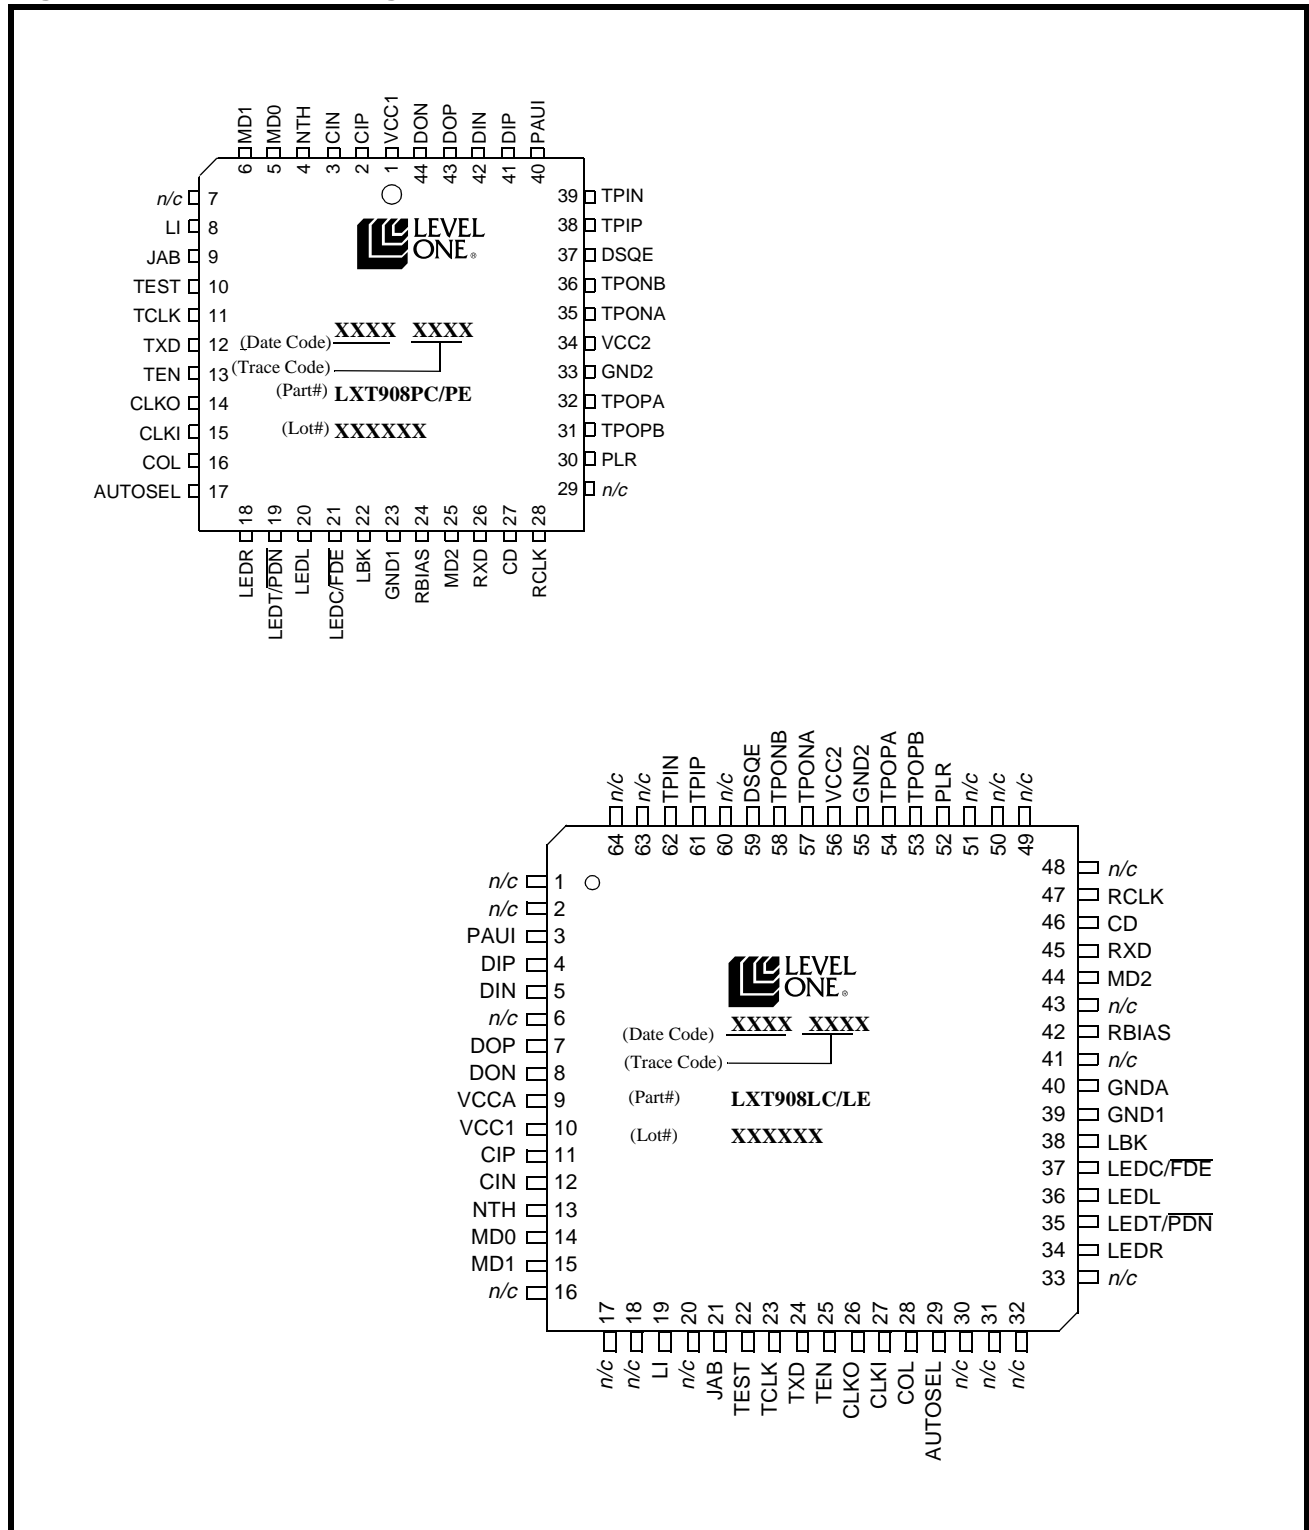 MD1
MD0
NTH
CIN
CIP
VCC1
DON
DOP
DIN
DIP
PAUI
6
5
4
3
2
1
44
43
42
41
40
n/c 7
LI 8
JAB 9
TEST 10
TCLK 11
TXD 12
TEN 13
CLKO 14
CLKI 15
COL 16
AUTOSEL 17
LEVEL
ONE ®
(Date Code) XXXX XXXX
(Trace Code)
(Part#) LXT908PC/PE
(Lot#) XXXXXX
39 TPIN
38 TPIP
37 DSQE
36 TPONB
35 TPONA
34 VCC2
33 GND2
32 TPOPA
31 TPOPB
30 PLR
29 n/c
18
19
20
21
22
23
24
25
26
27
28
LEDR
LEDT/PDN
LEDL
LEDC/FDE
LBK
GND1
RBIAS
MD2
RXD
CD
RCLK
n/c
n/c
TPIN
TPIP
n/c
DSQE
TPONB
TPONA
VCC2
GND2
TPOPA
TPOPB
PLR
n/c
n/c
n/c
64
63
62
61
60
59
58
57
56
55
54
53
52
51
50
49
n/c 1
n/c 2
PAUI 3
DIP 4
DIN 5
n/c 6
DOP 7
DON 8
VCCA 9
VCC1 10
CIP 11
CIN 12
NTH 13
MD0 14
MD1 15
n/c 16
LEVEL
ONE ®
(Date Code) XXXX XXXX
(Trace Code)
(Part#) LXT908LC/LE
(Lot#) XXXXXX
48 n/c
47 RCLK
46 CD
45 RXD
44 MD2
43 n/c
42 RBIAS
41 n/c
40 GNDA
39 GND1
38 LBK
37 LEDC/FDE
36 LEDL
35 LEDT/PDN
34 LEDR
33 n/c
17
18
19
20
21
22
23
24
25
26
27
28
29
30
31
32
n/c
n/c
LI
n/c
JAB
TEST
TCLK
TXD
TEN
CLKO
CLKI
COL
AUTOSEL
n/c
n/c
n/c